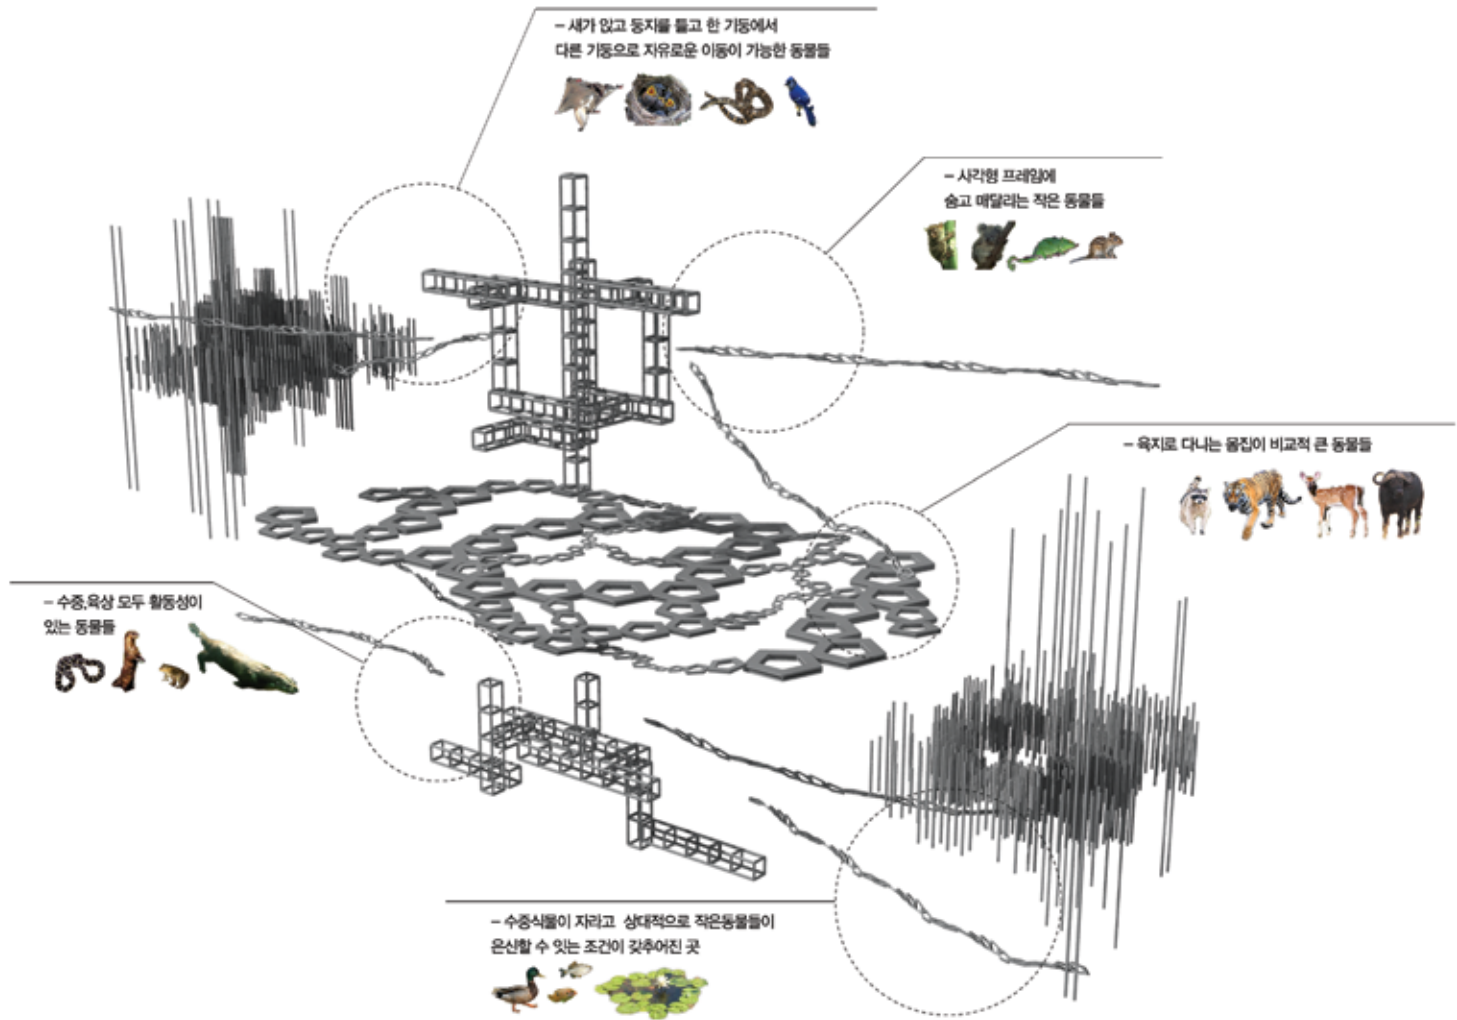 – 새가 앉고 둥지를 틀고 한 기둥에서
다른 기둥으로 자유로운 이동이 가능한 동물들
– 사각형 프레임에
숨고 매달리는 작은 동물들
– 육지로 다니는 몸집이 비교적 큰 동물들
– 수중,육상 모두 활동성이
있는 동물들
– 수중식물이 자라고 상대적으로 작은동물들이
은신할 수 잇는 조건이 갖추어진 곳